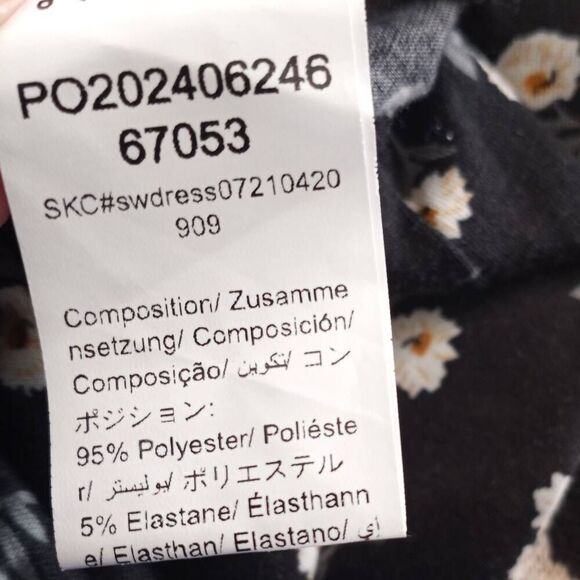 PO202406246
67053
SKC#swdress07210420
909
Composition/ Zusamme
nsetzung/ Composición/
Composição/ تكوين/ コン
ポジション:
95% Polyester/ Poliéste
r/ بوليستر/ ポリエステル
5% Elastane/ Élasthann
e/ Elasthan/ Elastano/